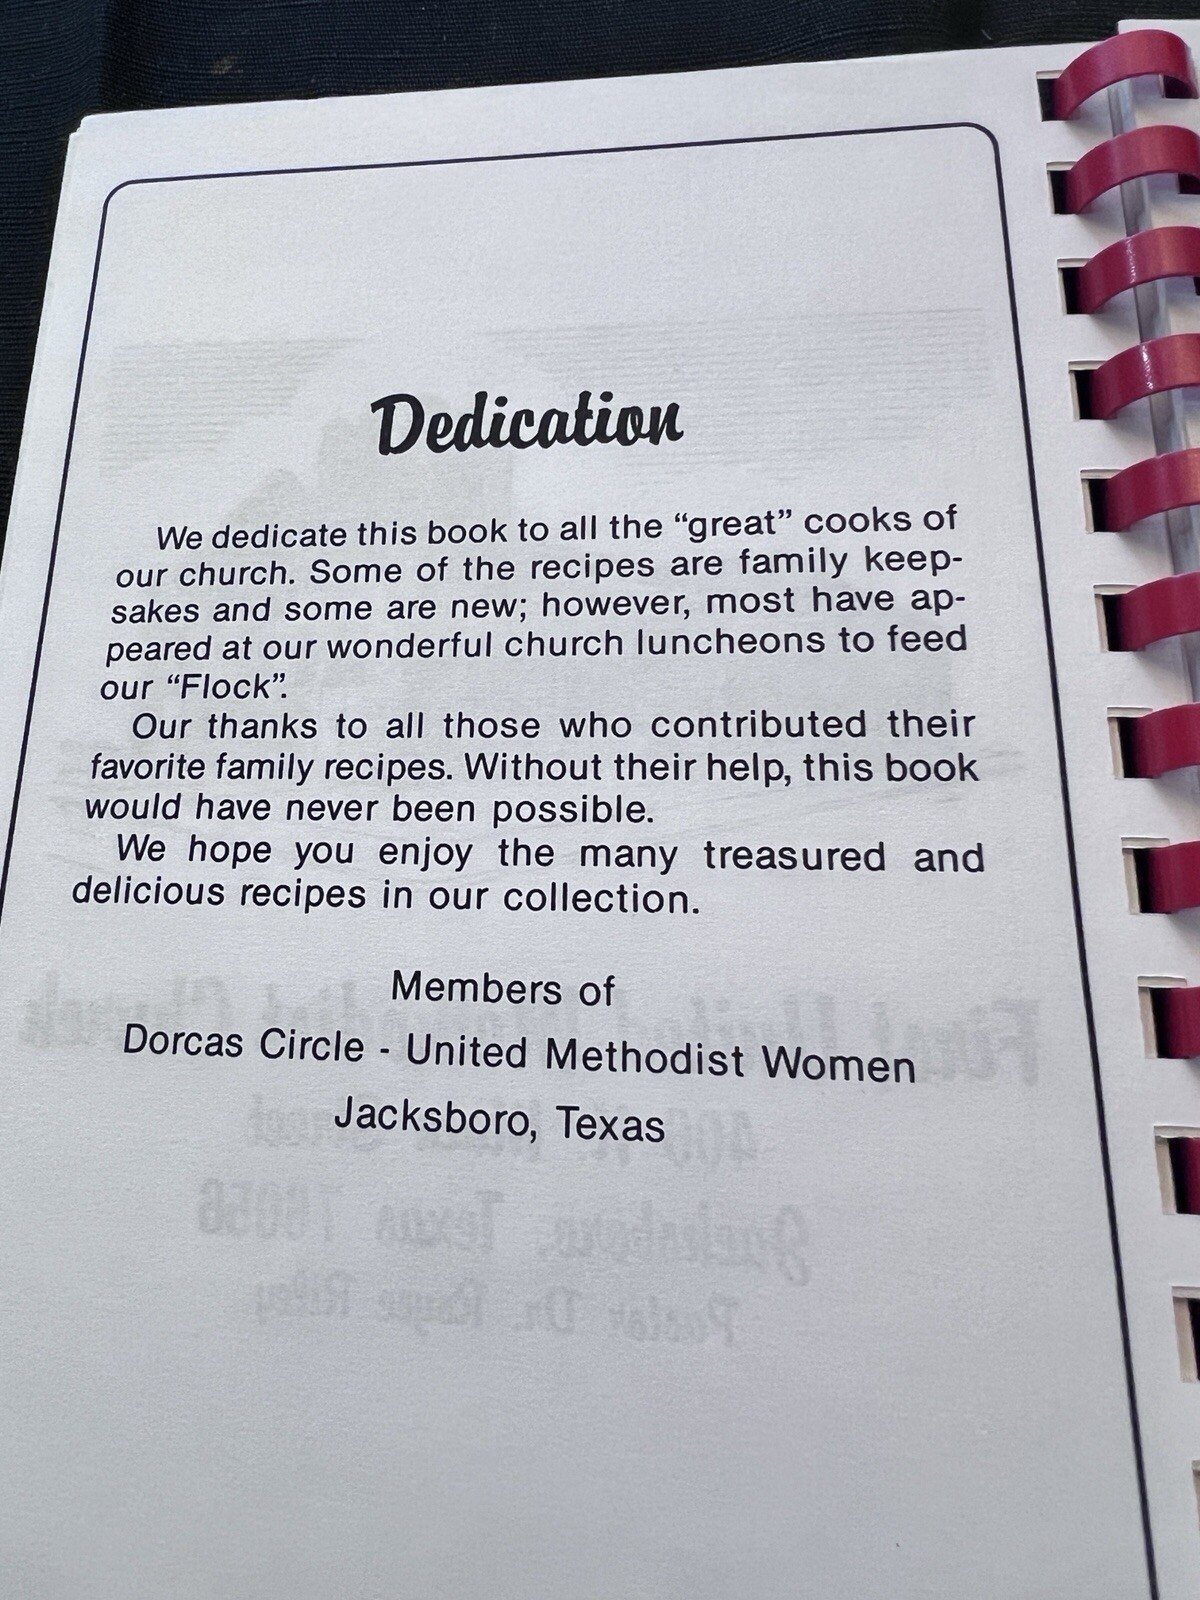 Dedication
We dedicate this book to all the “great” cooks of
our church. Some of the recipes are family keep-
sakes and some are new; however, most have ap-
peared at our wonderful church luncheons to feed
our “Flock”.
Our thanks to all those who contributed their
favorite family recipes. Without their help, this book
would have never been possible.
We hope you enjoy the many treasured and
delicious recipes in our collection.
Members of
Dorcas Circle - United Methodist Women
Jacksboro, Texas